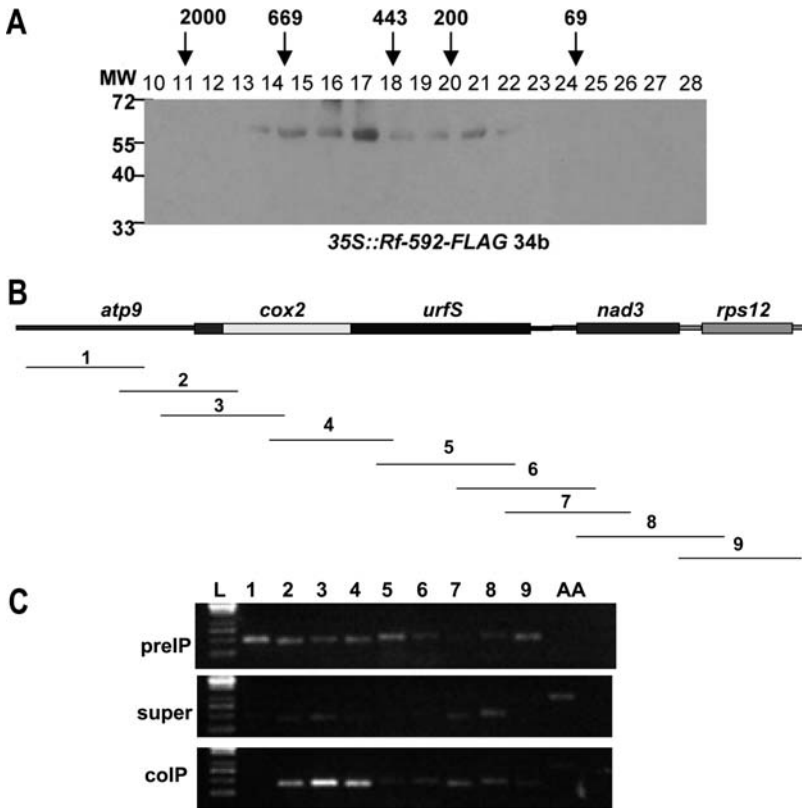 A
2000 669 443 200 69
MW 10 11 12 13 14 15 16 17 18 19 20 21 22 23 24 25 26 27 28
72
55
40
33
35S::Rf-592-FLAG 34b
B
atp9 cox2 urfS nad3 rps12
1
2
3
4
5
6
7
8
9
C
L 1 2 3 4 5 6 7 8 9 AA
preIP
super
coIP